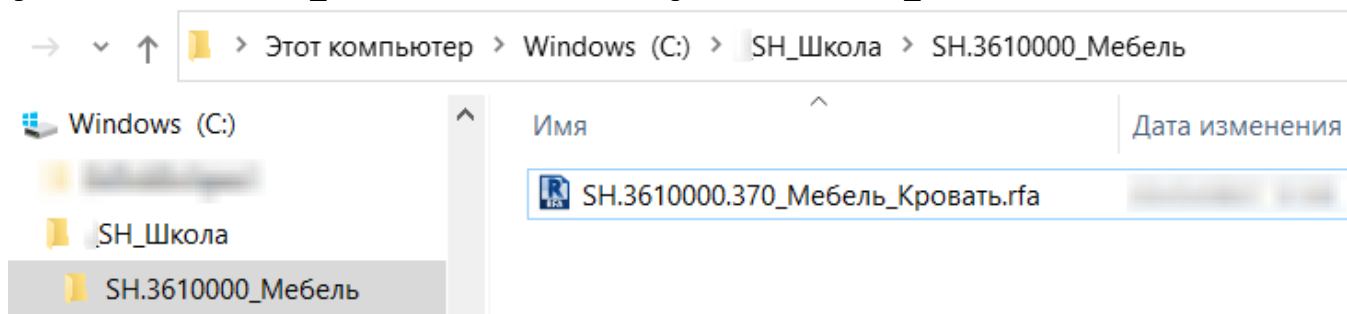 Этот компьютер > Windows (C:) > SH_Школа > SH.3610000_Мебель
Windows (C:)
Имя
Дата изменения
SH.3610000.370_Мебель_Кровать.rfa
SH_Школа
SH.3610000_Мебель